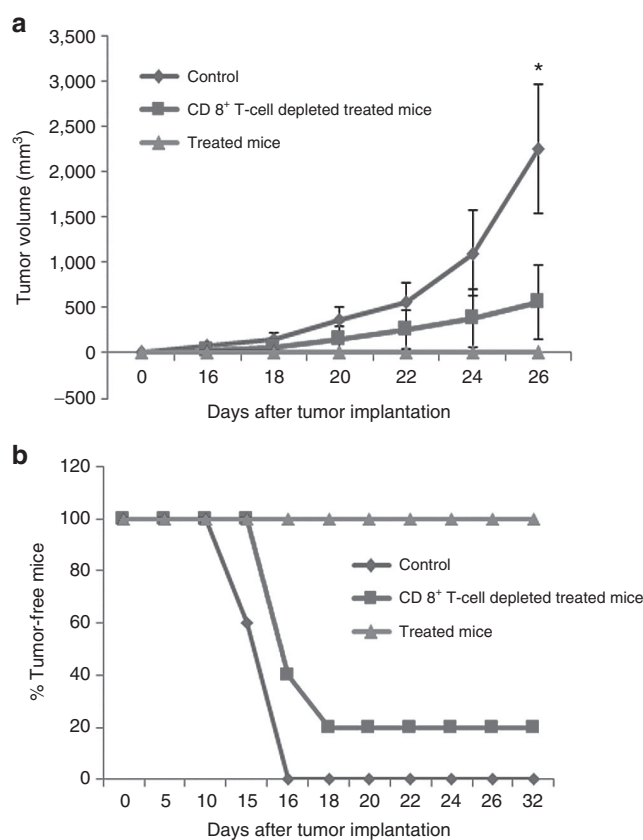 a
3,500
3,000
2,500
2,000
1,500
1,000
500
0
–500
Tumor volume (mm³)
Control
CD 8⁺ T-cell depleted treated mice
Treated mice
*
0 16 18 20 22 24 26
Days after tumor implantation
b
120
100
80
60
40
20
0
% Tumor-free mice
Control
CD 8⁺ T-cell depleted treated mice
Treated mice
0 5 10 15 16 18 20 22 24 26 32
Days after tumor implantation